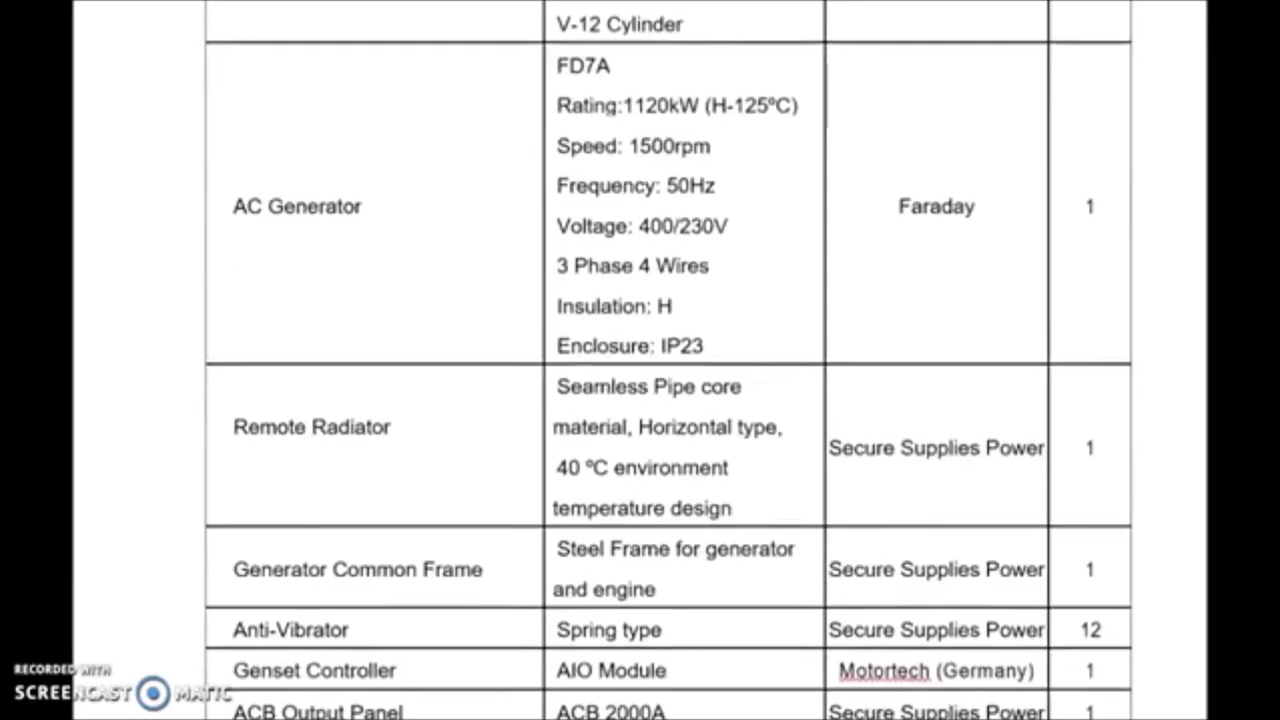 V-12 Cylinder
FD7A
Rating:1120kW (H-125ºC)
Speed: 1500rpm
Frequency: 50Hz
AC Generator
Voltage: 400/230V
Faraday
1
3 Phase 4 Wires
Insulation: H
Enclosure: IP23
Remote Radiator
Seamless Pipe core
material, Horizontal type,
40 ºC environment
temperature design
Secure Supplies Power
1
Generator Common Frame
Steel Frame for generator
and engine
Secure Supplies Power
1
Anti-Vibrator
Spring type
Secure Supplies Power
12
Genset Controller
AIO Module
Motortech (Germany)
1
ACB Output Panel
ACB 2000A
Secure Supplies Power
1
RECORDED WITH
SCREENCAST MATIC